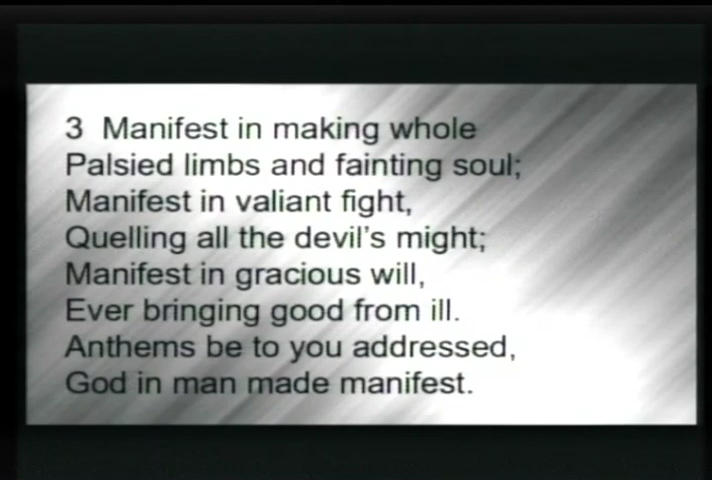 3 Manifest in making whole
Palsied limbs and fainting soul;
Manifest in valiant fight,
Quelling all the devil's might;
Manifest in gracious will,
Ever bringing good from ill.
Anthems be to you addressed,
God in man made manifest.